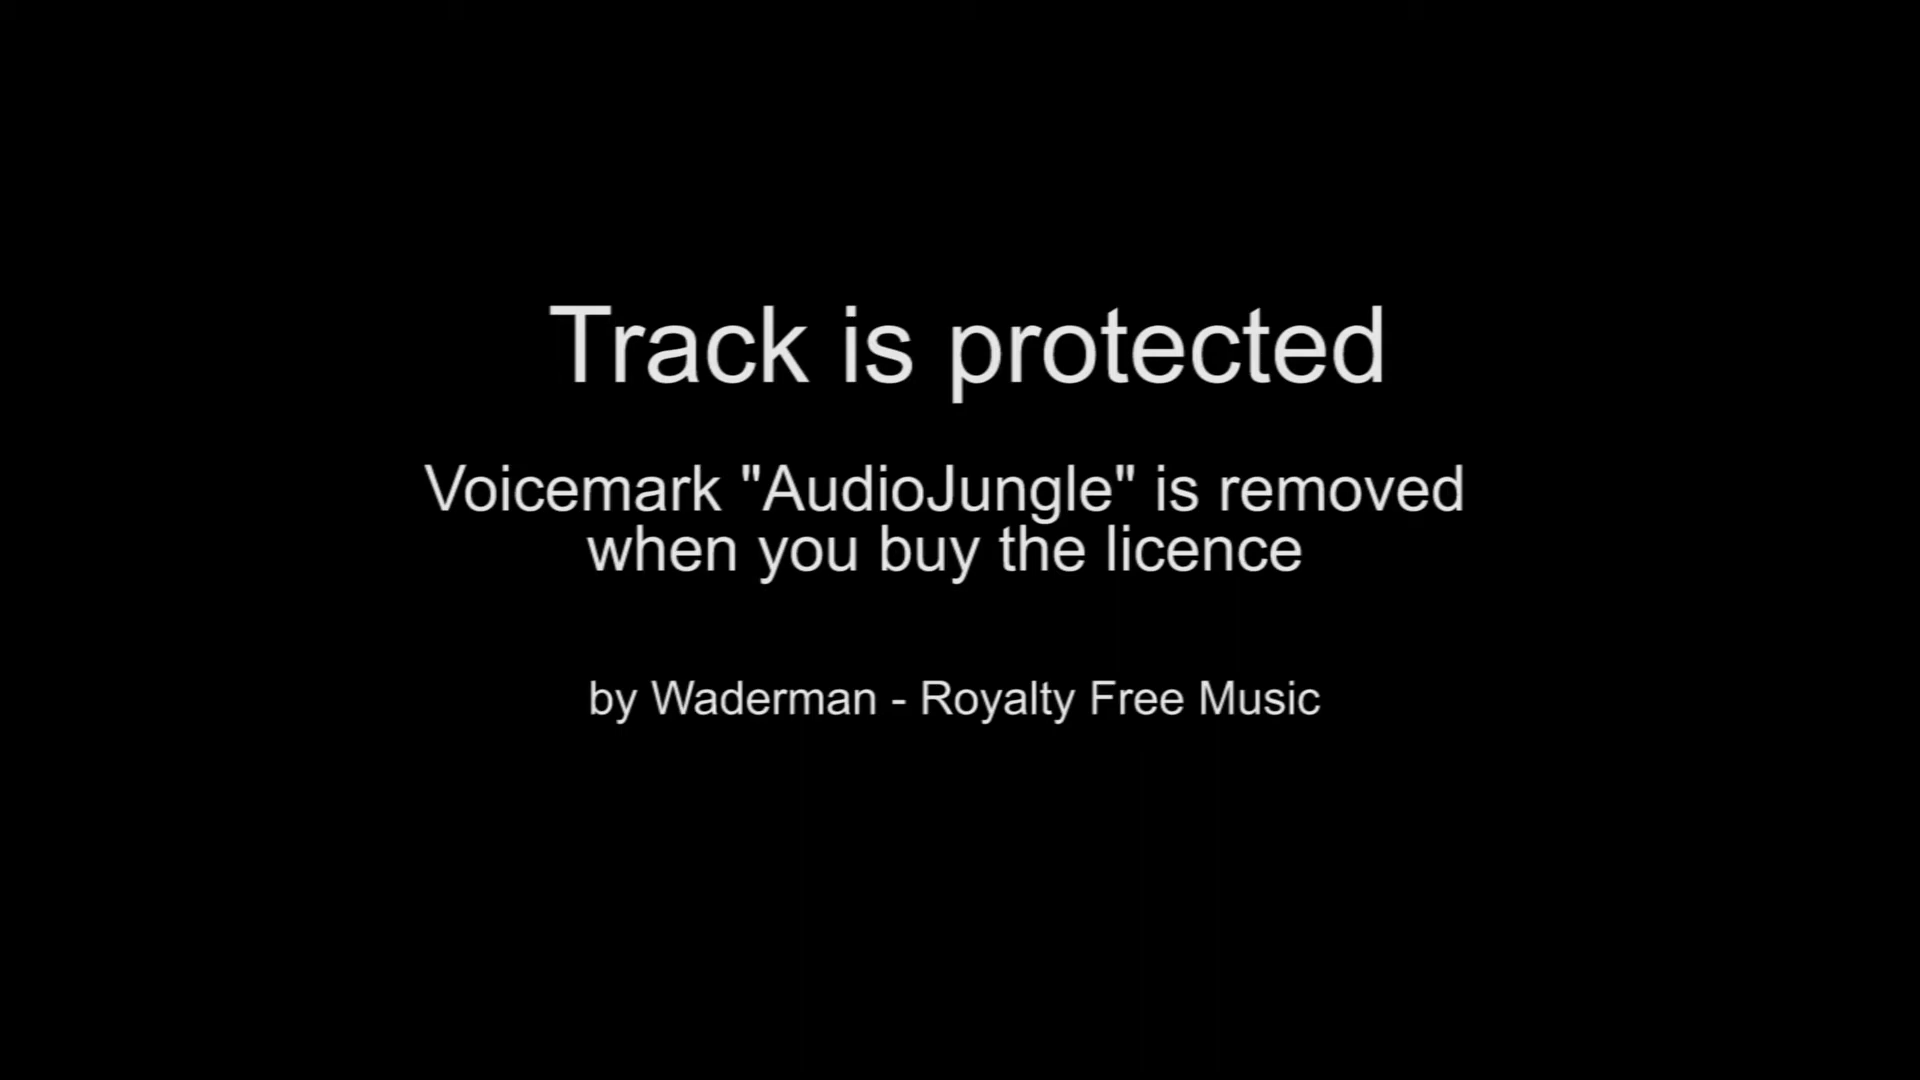 Track is protected
Voicemark "AudioJungle" is removed
when you buy the licence
by Waderman - Royalty Free Music